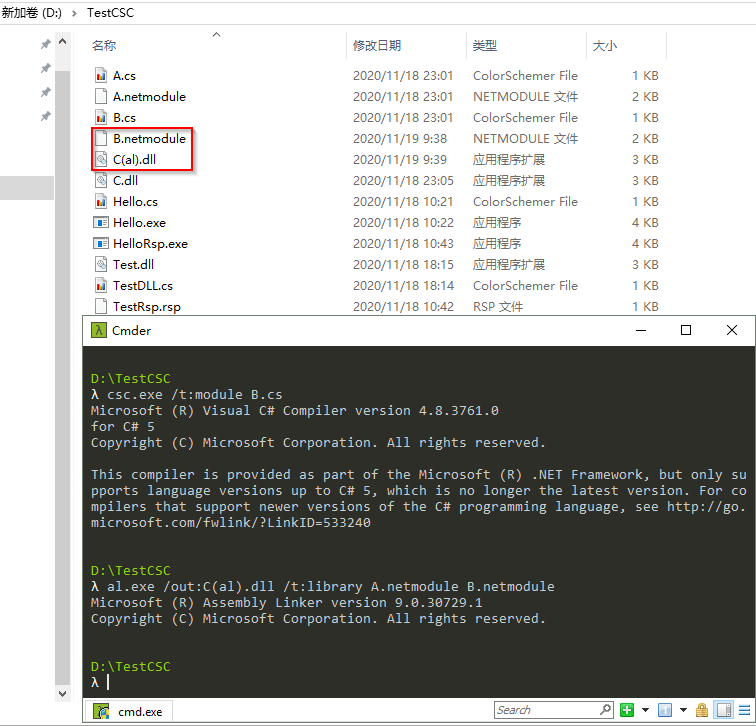 新加卷 (D:) › TestCSC
名称 修改日期 类型 大小
A.cs 2020/11/18 23:01 ColorSchemer File 1 KB
A.netmodule 2020/11/18 23:01 NETMODULE 文件 2 KB
B.cs 2020/11/18 23:01 ColorSchemer File 1 KB
B.netmodule 2020/11/19 9:38 NETMODULE 文件 2 KB
C(al).dll 2020/11/19 9:39 应用程序扩展 3 KB
C.dll 2020/11/18 23:05 应用程序扩展 3 KB
Hello.cs 2020/11/18 10:21 ColorSchemer File 1 KB
Hello.exe 2020/11/18 10:22 应用程序 4 KB
HelloRsp.exe 2020/11/18 10:43 应用程序 4 KB
Test.dll 2020/11/18 18:15 应用程序扩展 3 KB
TestDLL.cs 2020/11/18 18:14 ColorSchemer File 1 KB
TestRsp.rsp 2020/11/18 10:42 RSP 文件 1 KB
λ Cmder
D:\TestCSC
λ csc.exe /t:module B.cs
Microsoft (R) Visual C# Compiler version 4.8.3761.0
for C# 5
Copyright (C) Microsoft Corporation. All rights reserved.
This compiler is provided as part of the Microsoft (R) .NET Framework, but only su
pports language versions up to C# 5, which is no longer the latest version. For co
mpilers that support newer versions of the C# programming language, see http://go.
microsoft.com/fwlink/?LinkID=533240
D:\TestCSC
λ al.exe /out:C(al).dll /t:library A.netmodule B.netmodule
Microsoft (R) Assembly Linker version 9.0.30729.1
Copyright (C) Microsoft Corporation. All rights reserved.
D:\TestCSC
λ
cmd.exe Search